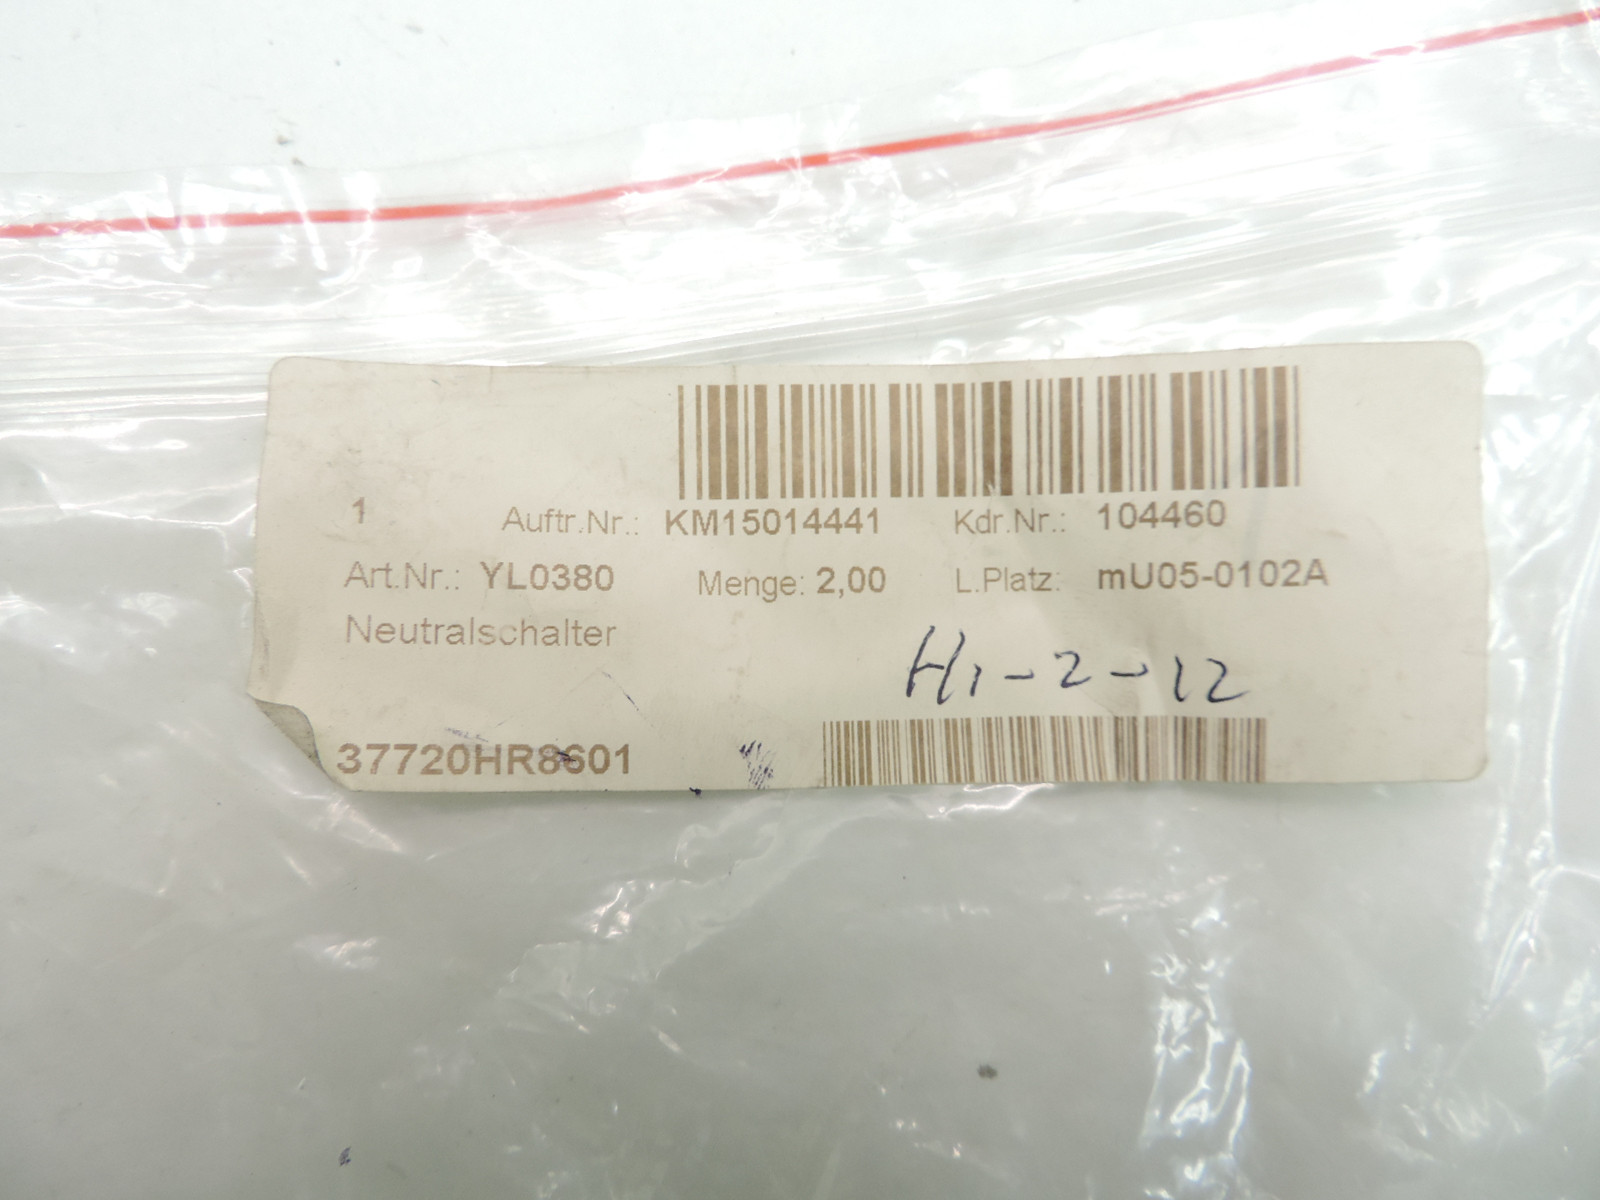 1 Auftr.Nr.: KM15014441 Kdr.Nr.: 104460
Art.Nr.: YL0380 Menge: 2,00 L.Platz: mU05-0102A
Neutralschalter
H1-2-12
37720HR8601